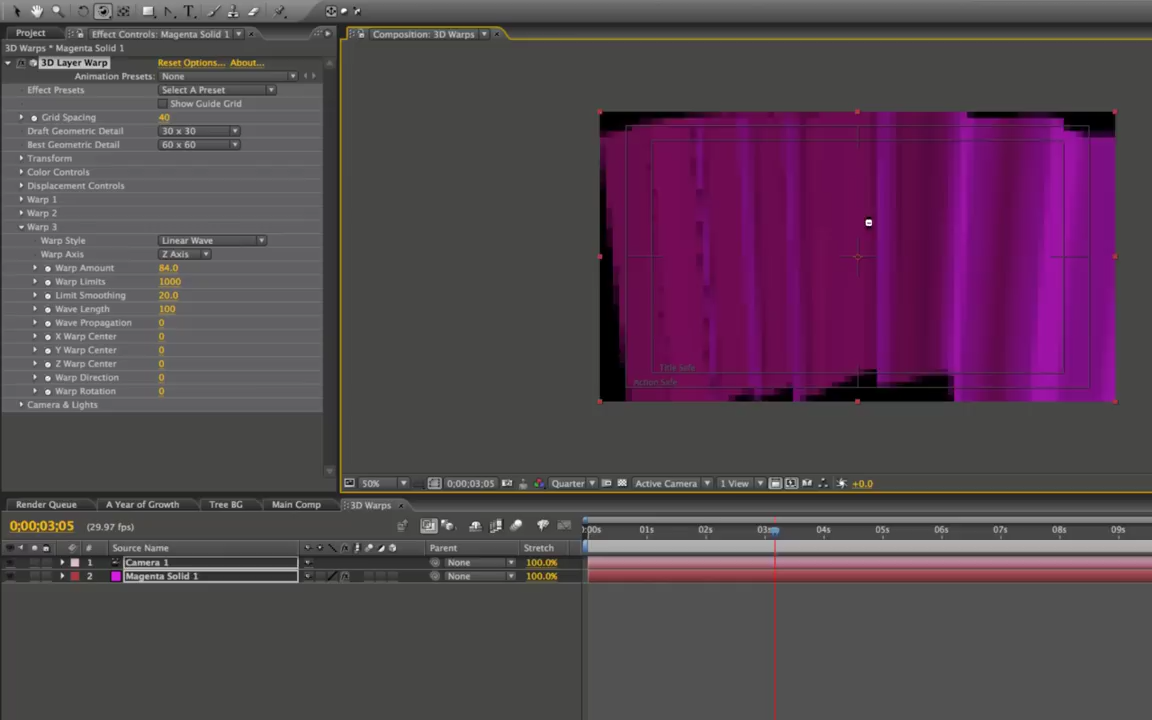 Project
Effect Controls: Magenta Solid 1
Composition: 3D Warps
3D Warps * Magenta Solid 1
3D Layer Warp
Reset Options...
About...
Animation Presets:
None
Effect Presets
Select A Preset
Show Guide Grid
Grid Spacing
40
Draft Geometric Detail
30 x 30
Best Geometric Detail
60 x 60
Transform
Color Controls
Displacement Controls
Warp 1
Warp 2
Warp 3
Warp Style
Linear Wave
Warp Axis
Z Axis
Warp Amount
84.0
Warp Limits
1000
Limit Smoothing
20.0
Wave Length
100
Wave Propagation
0
X Warp Center
0
Y Warp Center
0
Z Warp Center
0
Warp Direction
0
Warp Rotation
0
Camera & Lights
Title Safe
Action Safe
50%
0;00;03;05
Quarter
Active Camera
1 View
+0.0
Render Queue
A Year of Growth
Tree BG
Main Comp
3D Warps
0;00;03;05
(29.97 fps)
:00s
01s
02s
03s
04s
05s
06s
07s
08s
09s
#
Source Name
Parent
Stretch
1
Camera 1
None
100.0%
2
Magenta Solid 1
None
100.0%